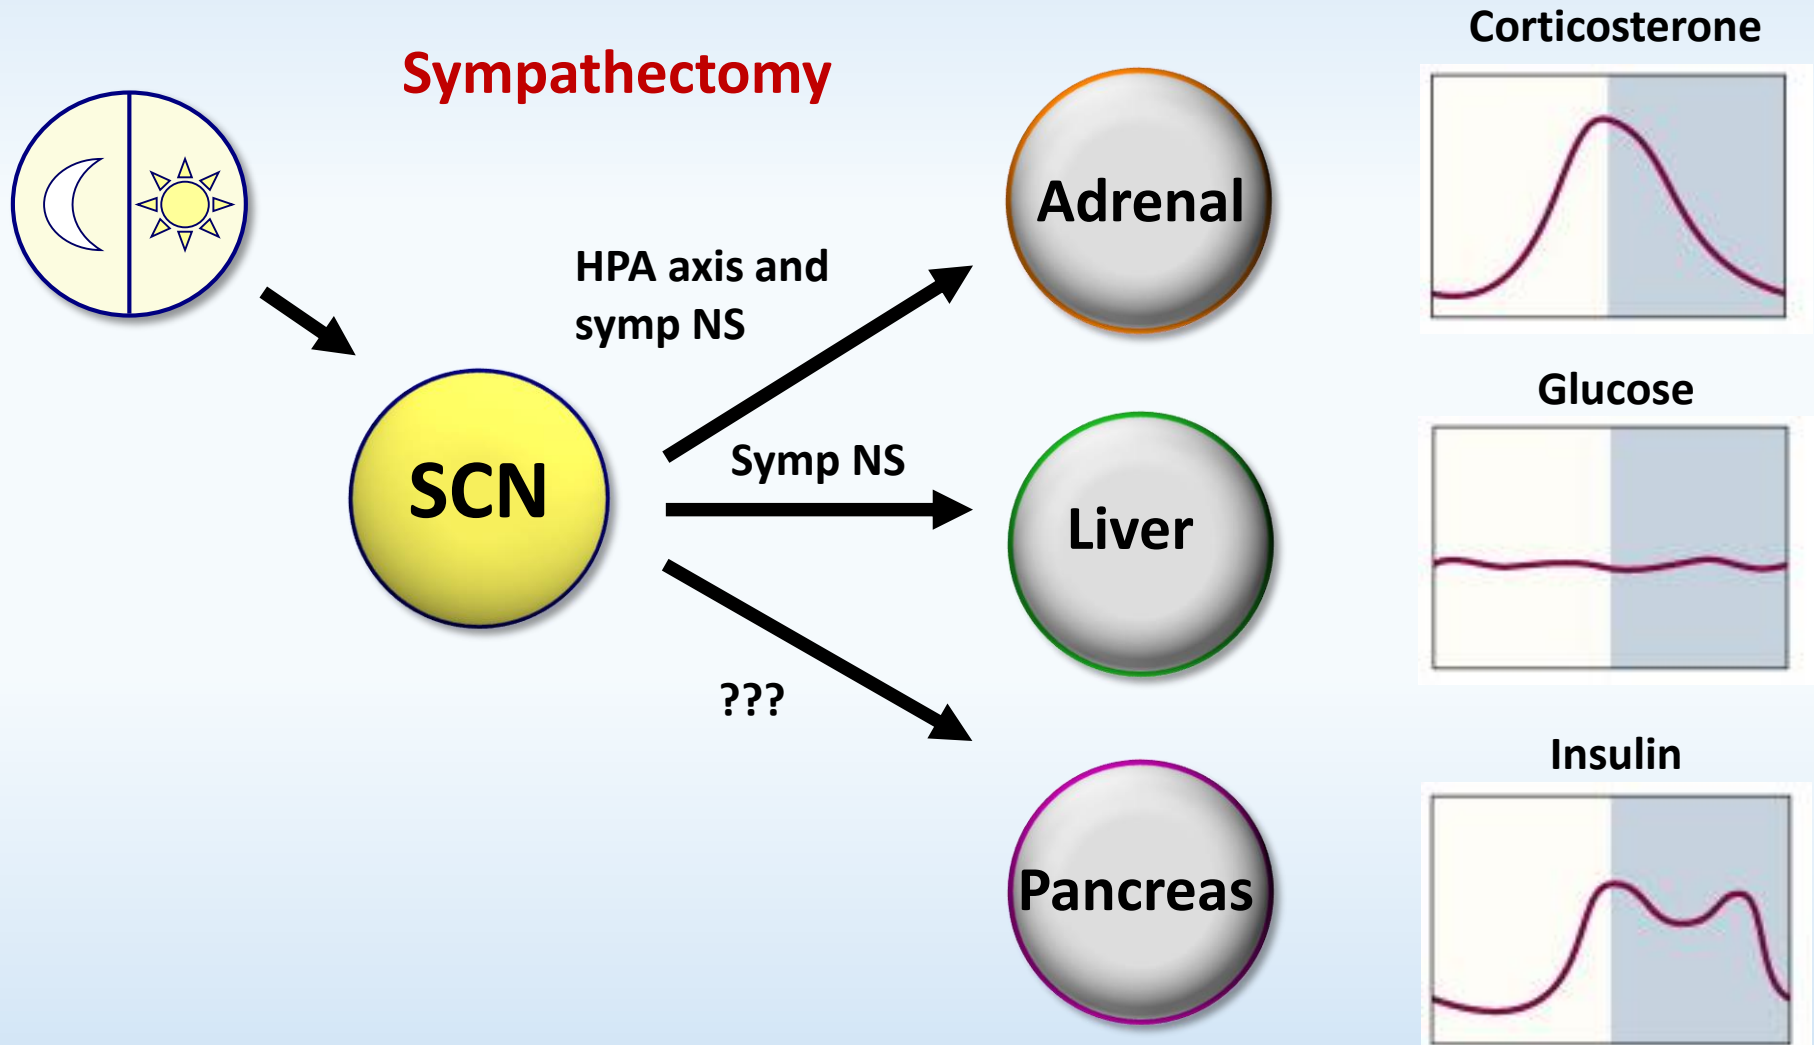 Sympathectomy
Corticosterone
Adrenal
HPA axis and
symp NS
Glucose
Symp NS
SCN
Liver
???
Insulin
Pancreas